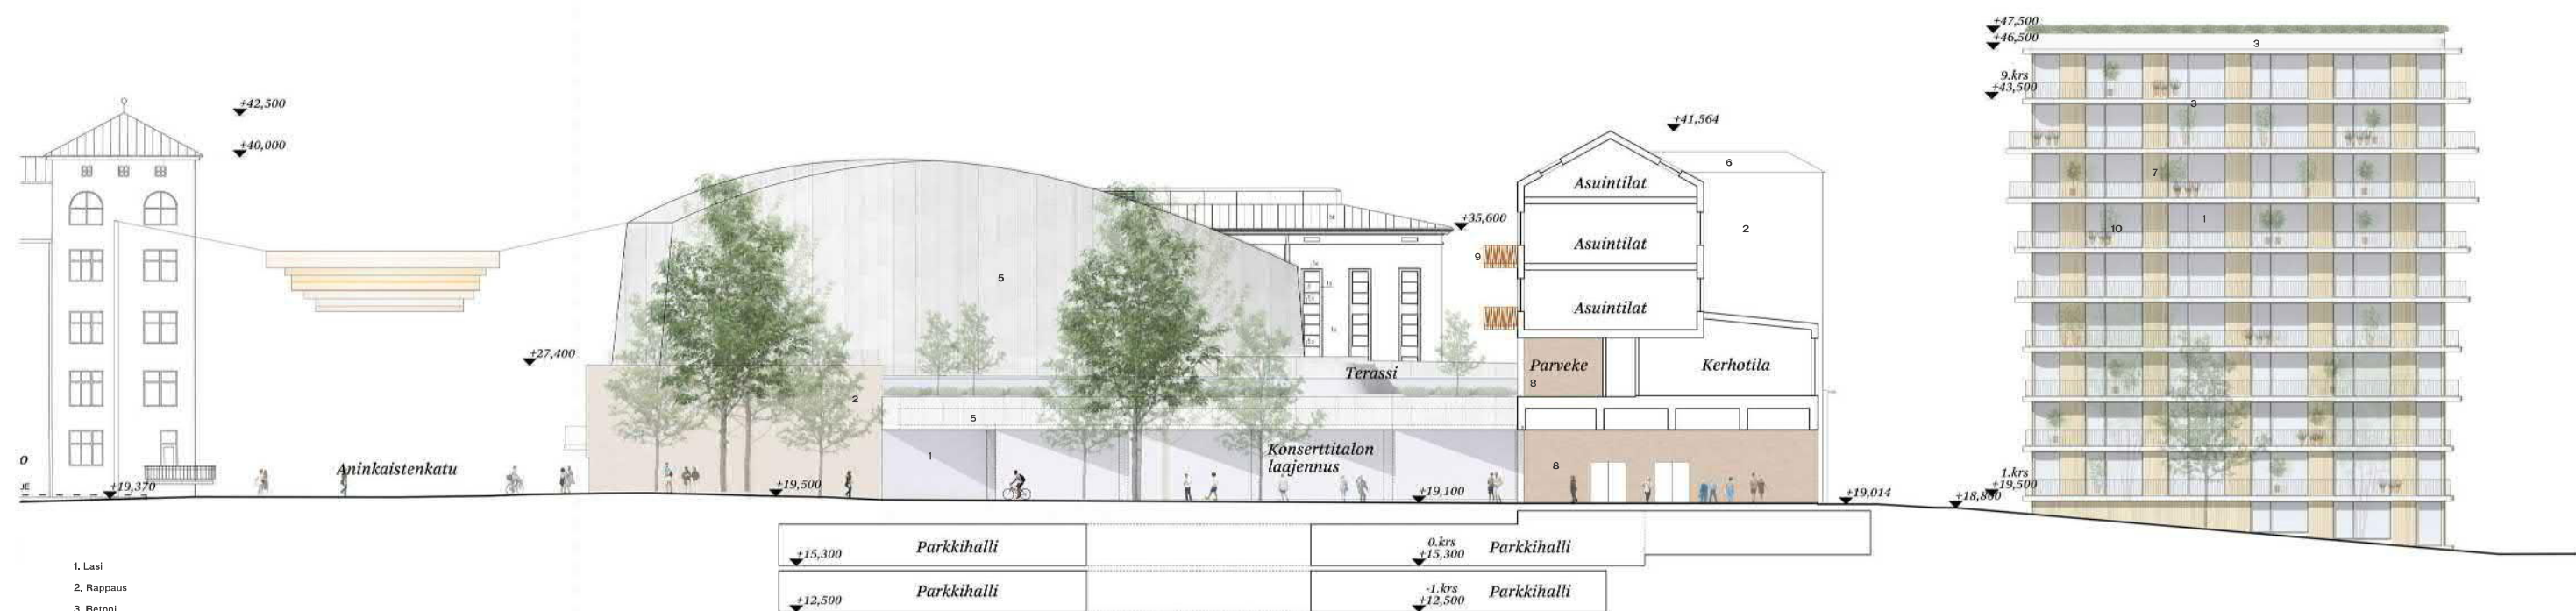 +47,500
+46,500
3
9.krs
+43,500
3
+42,500
+40,000
+41,564
6
Asuintilat
7
+35,600
2
1
10
Asuintilat
9
5
Asuintilat
+27,400
Parveke
8
Kerhotila
Terassi
2
5
1
Konserttitalon
laajennus
8
O
JE
Aninkaistenkatu
+19,370
+19,500
+19,100
+19,014
1.krs
+19,500
+18,800
Parkkihalli
+15,300
0.krs
+15,300
Parkkihalli
Parkkihalli
+12,500
-1.krs
+12,500
Parkkihalli
1. Lasi
2. Rappaus
3. Betoni